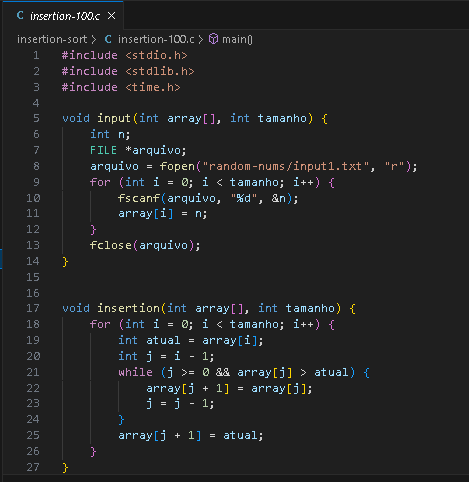 C insertion-100.c ×
insertion-sort > C insertion-100.c > main()
1 #include <stdio.h>
2 #include <stdlib.h>
3 #include <time.h>
4
5 void input(int array[], int tamanho) {
6 int n;
7 FILE *arquivo;
8 arquivo = fopen("random-nums/input1.txt", "r");
9 for (int i = 0; i < tamanho; i++) {
10 fscanf(arquivo, "%d", &n);
11 array[i] = n;
12 }
13 fclose(arquivo);
14 }
15
16
17 void insertion(int array[], int tamanho) {
18 for (int i = 0; i < tamanho; i++) {
19 int atual = array[i];
20 int j = i - 1;
21 while (j >= 0 && array[j] > atual) {
22 array[j + 1] = array[j];
23 j = j - 1;
24 }
25 array[j + 1] = atual;
26 }
27 }